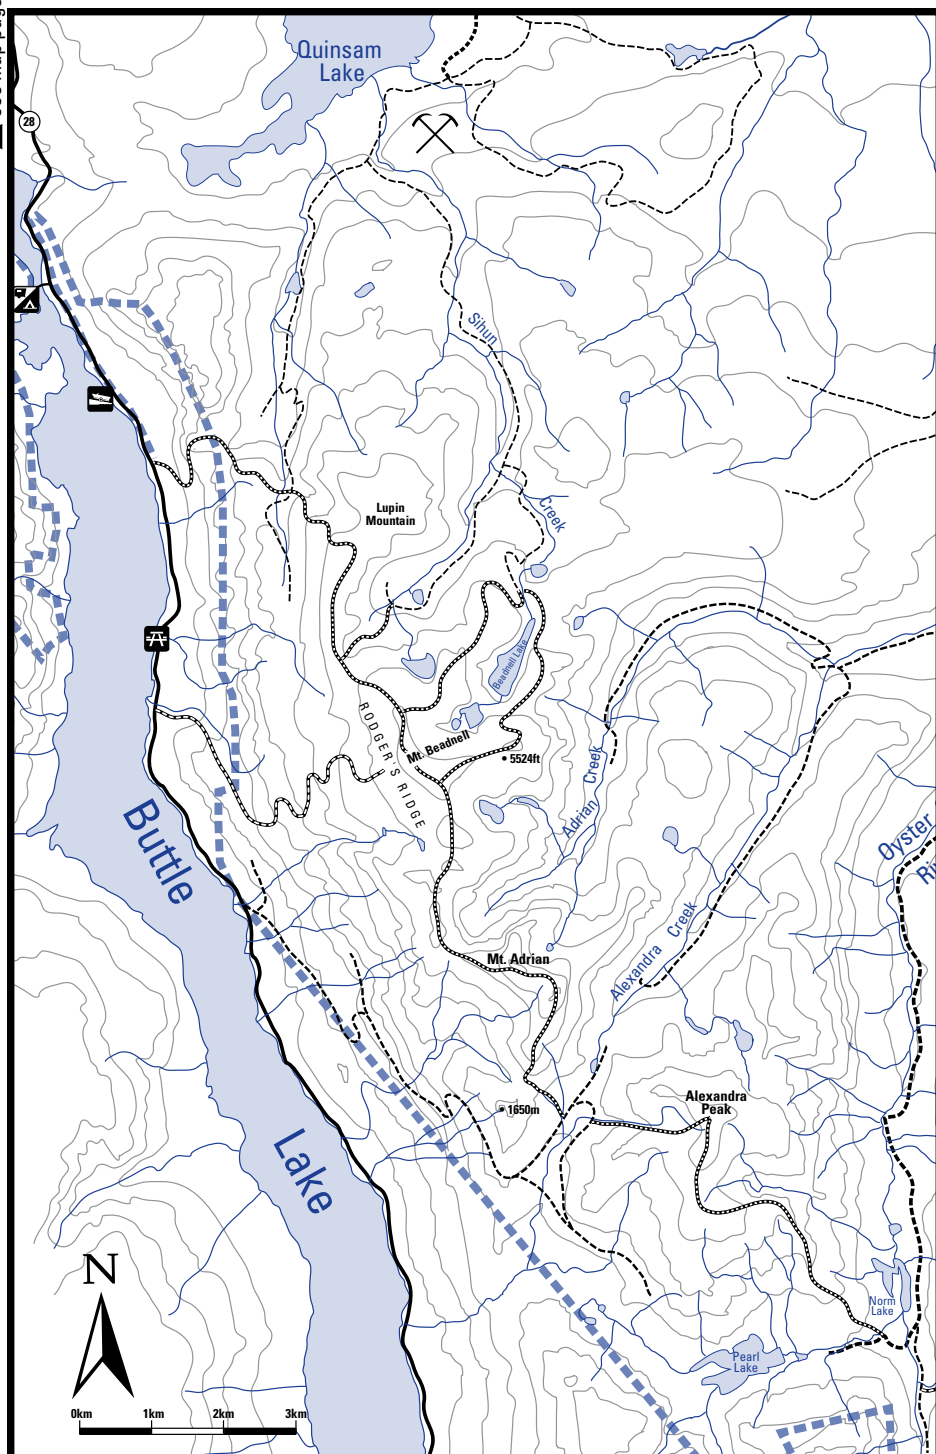 Quinsam
Lake
28
Sihun
Creek
Lupin
Mountain
Beadnell Lake
RODGER'S RIDGE
Mt. Beadnell
5524ft
Adrian Creek
Buttle
Lake
Oyster
Mt. Adrian
Alexandra Creek
1650m
Alexandra
Peak
N
Norm
Lake
Pearl
Lake
0km 1km 2km 3km